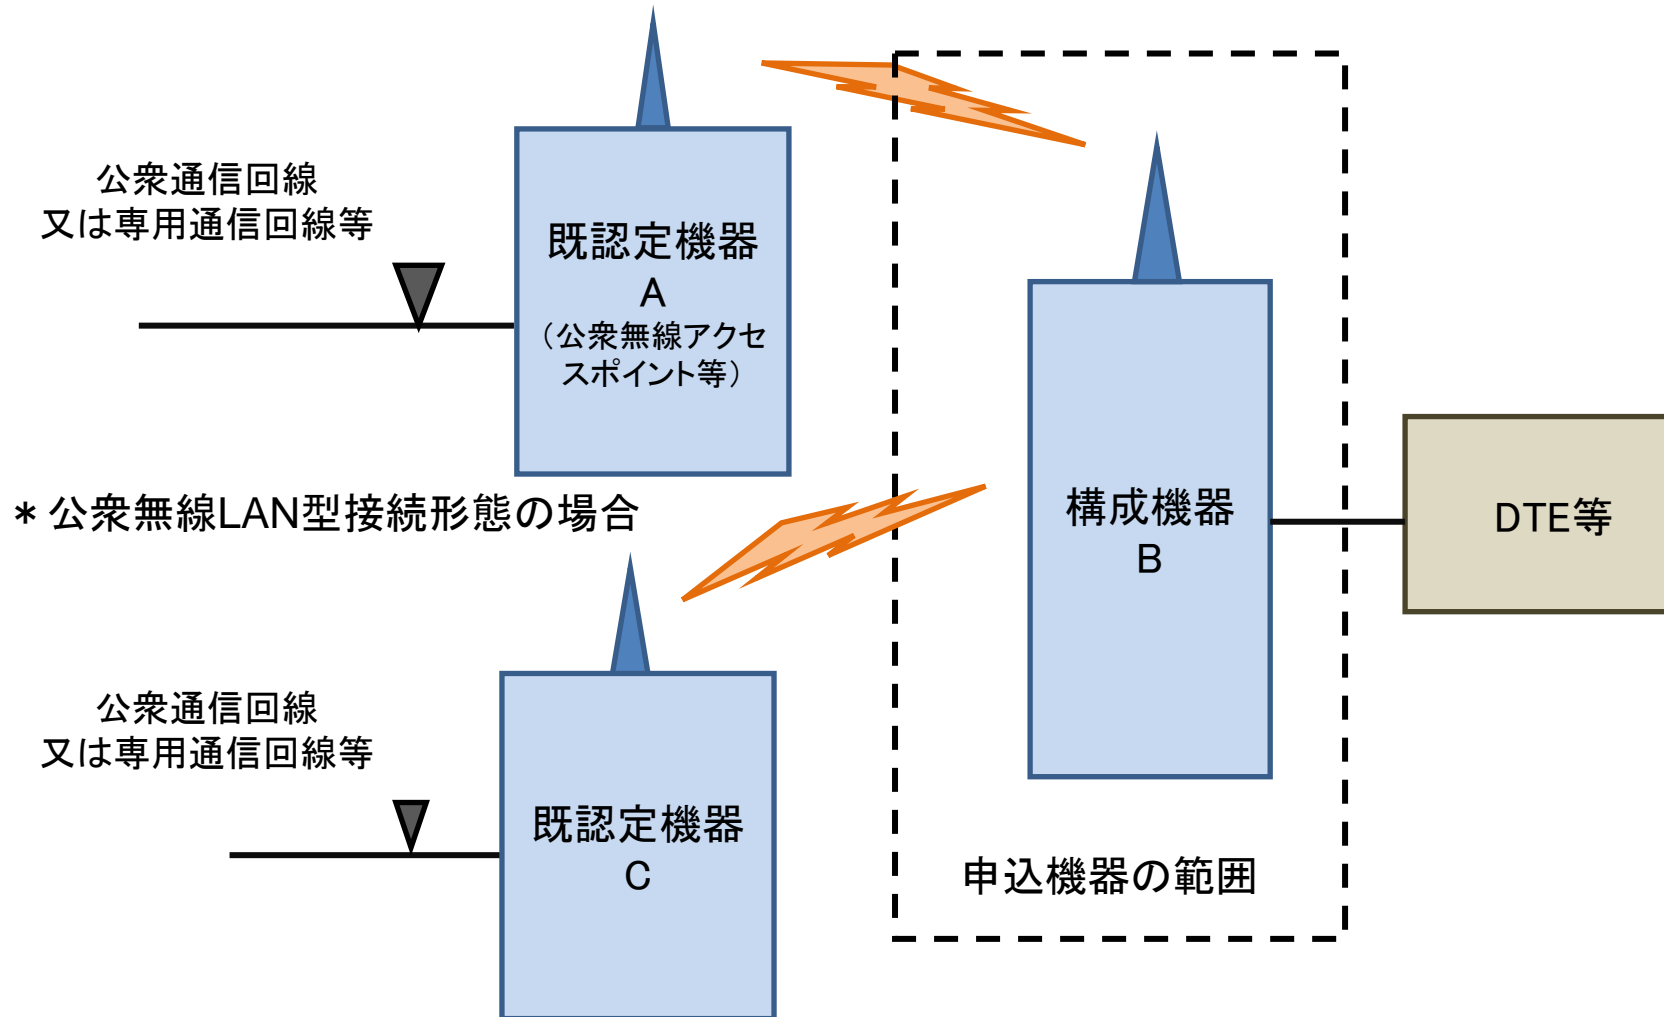 公衆通信回線
又は専用通信回線等
既認定機器
A
（公衆無線アクセ
スポイント等）
＊公衆無線LAN型接続形態の場合
構成機器
B
DTE等
公衆通信回線
又は専用通信回線等
既認定機器
C
申込機器の範囲